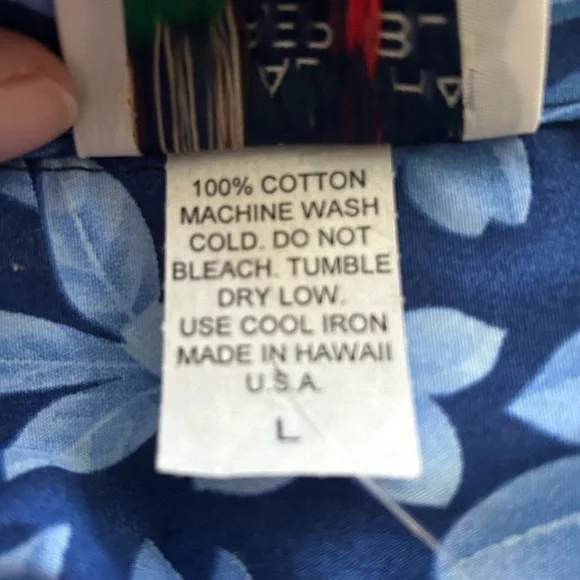 100% COTTON
MACHINE WASH
COLD. DO NOT
BLEACH. TUMBLE
DRY LOW.
USE COOL IRON
MADE IN HAWAII
U.S.A.
L